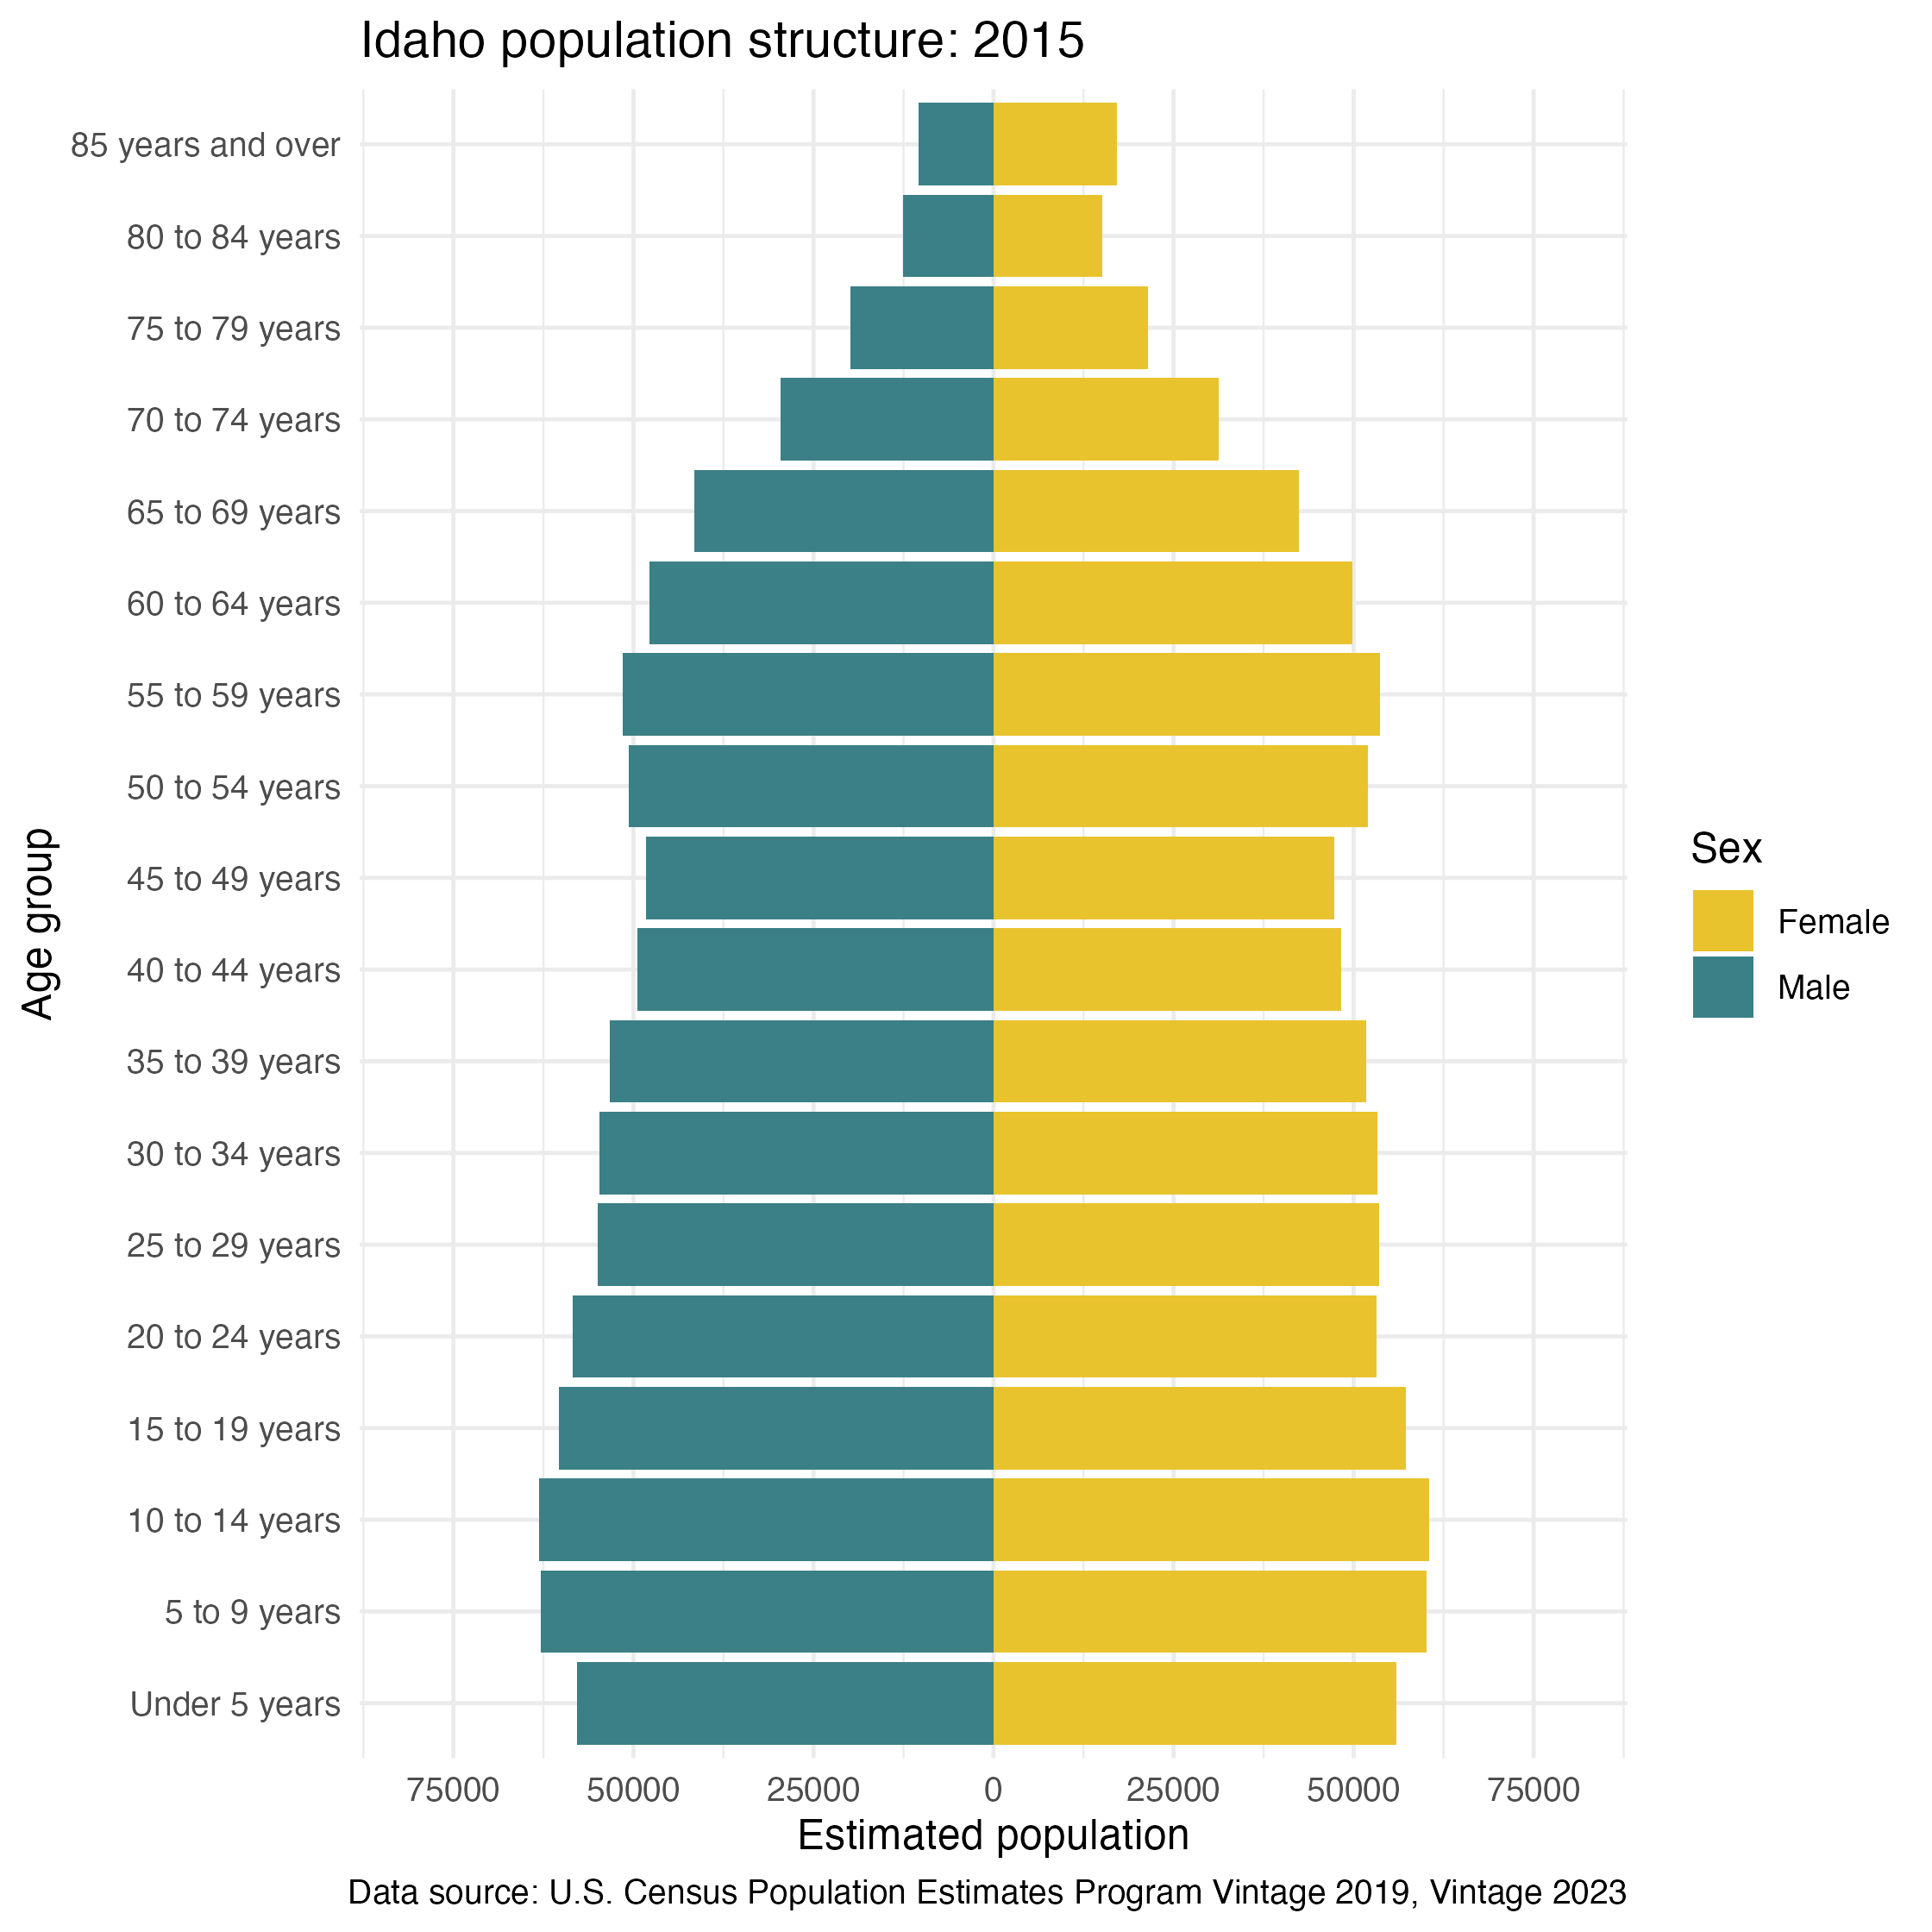 Idaho population structure: 2015
85 years and over
80 to 84 years
75 to 79 years
70 to 74 years
65 to 69 years
60 to 64 years
55 to 59 years
50 to 54 years
45 to 49 years
40 to 44 years
35 to 39 years
30 to 34 years
25 to 29 years
20 to 24 years
15 to 19 years
10 to 14 years
5 to 9 years
Under 5 years
Age group
75000 50000 25000 0 25000 50000 75000
Estimated population
Sex
Female
Male
Data source: U.S. Census Population Estimates Program Vintage 2019, Vintage 2023